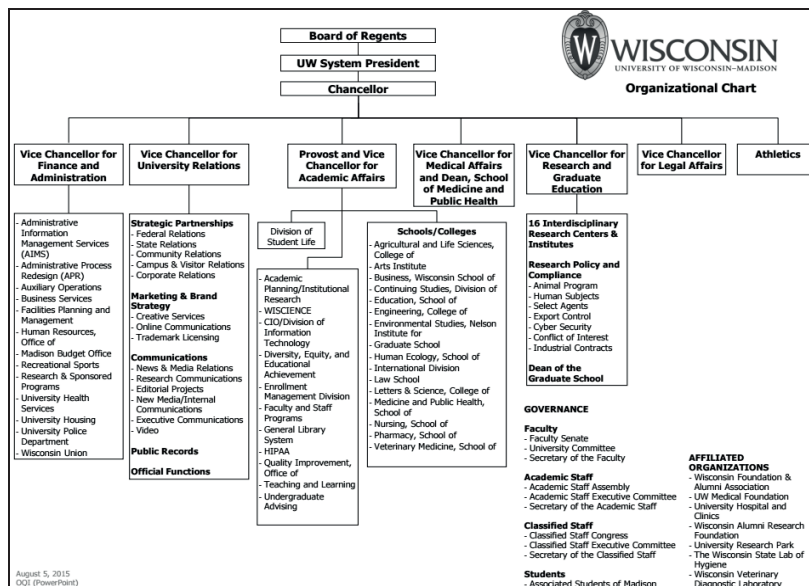 Board of Regents
UW System President
Chancellor
W
WISCONSIN
UNIVERSITY OF WISCONSIN–MADISON
Organizational Chart
Vice Chancellor for
Finance and
Administration
Vice Chancellor for
University Relations
Provost and Vice
Chancellor for
Academic Affairs
Vice Chancellor for
Medical Affairs
and Dean, School
of Medicine and
Public Health
Vice Chancellor for
Research and
Graduate
Education
Vice Chancellor
for Legal Affairs
Athletics
- Administrative
Information
Management Services
(AIMS)
- Administrative Process
Redesign (APR)
- Auxiliary Operations
- Business Services
- Facilities Planning and
Management
- Human Resources,
Office of
- Madison Budget Office
- Recreational Sports
- Research & Sponsored
Programs
- University Health
Services
- University Housing
- University Police
Department
- Wisconsin Union
Strategic Partnerships
- Federal Relations
- State Relations
- Community Relations
- Campus & Visitor Relations
- Corporate Relations
Marketing & Brand
Strategy
- Creative Services
- Online Communications
- Trademark Licensing
Communications
- News & Media Relations
- Research Communications
- Editorial Projects
- New Media/Internal
Communications
- Executive Communications
- Video
Public Records
Official Functions
Division of
Student Life
- Academic
Planning/Institutional
Research
- WISCIENCE
- CIO/Division of
Information
Technology
- Diversity, Equity, and
Educational
Achievement
- Enrollment
Management Division
- Faculty and Staff
Programs
- General Library
System
- HIPAA
- Quality Improvement,
Office of
- Teaching and Learning
- Undergraduate
Advising
Schools/Colleges
- Agricultural and Life Sciences,
College of
- Arts Institute
- Business, Wisconsin School of
- Continuing Studies, Division of
- Education, School of
- Engineering, College of
- Environmental Studies, Nelson
Institute for
- Graduate School
- Human Ecology, School of
- International Division
- Law School
- Letters & Science, College of
- Medicine and Public Health,
School of
- Nursing, School of
- Pharmacy, School of
- Veterinary Medicine, School of
16 Interdisciplinary
Research Centers &
Institutes
Research Policy and
Compliance
- Animal Program
- Human Subjects
- Select Agents
- Export Control
- Cyber Security
- Conflict of Interest
- Industrial Contracts
Dean of the
Graduate School
GOVERNANCE
Faculty
- Faculty Senate
- University Committee
- Secretary of the Faculty
Academic Staff
- Academic Staff Assembly
- Academic Staff Executive Committee
- Secretary of the Academic Staff
Classified Staff
- Classified Staff Congress
- Classified Staff Executive Committee
- Secretary of the Classified Staff
Students
- Associated Students of Madison
AFFILIATED
ORGANIZATIONS
- Wisconsin Foundation &
Alumni Association
- UW Medical Foundation
- University Hospital and
Clinics
- Wisconsin Alumni Research
Foundation
- University Research Park
- The Wisconsin State Lab of
Hygiene
- Wisconsin Veterinary
Diagnostic Laboratory
August 5, 2015
OQI (PowerPoint)